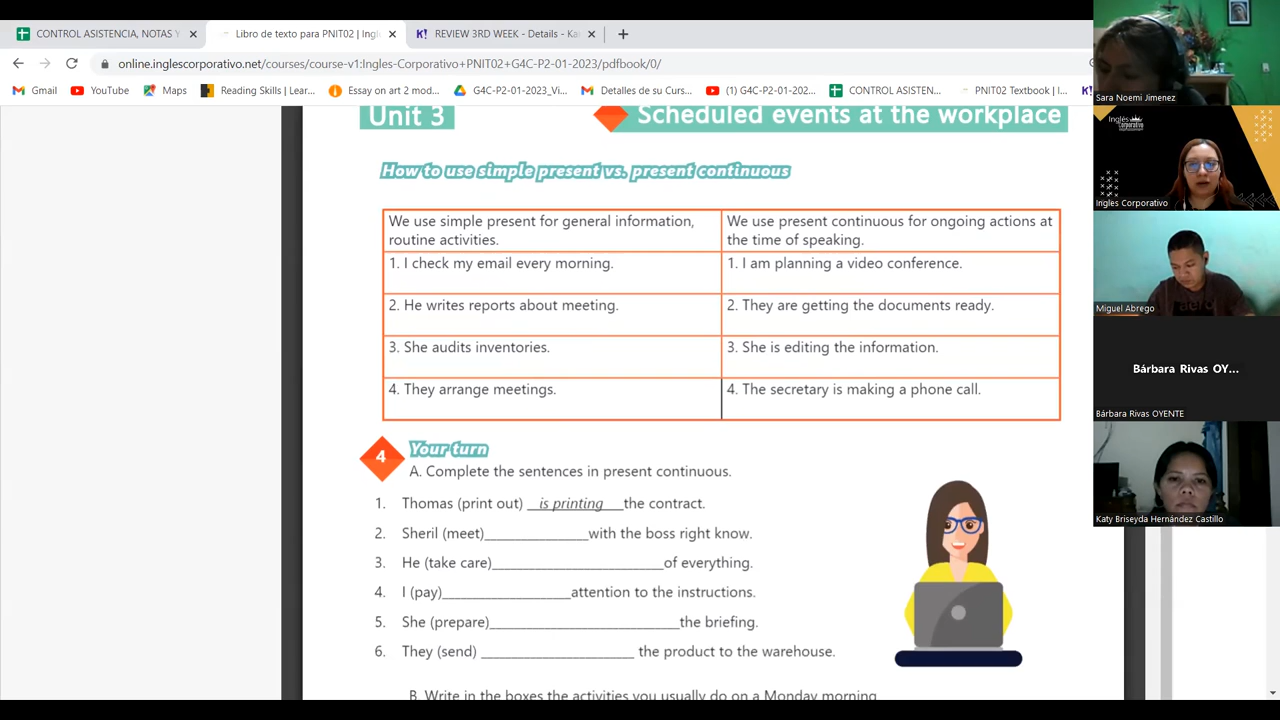 CONTROL ASISTENCIA, NOTAS Y
Libro de texto para PNIT02 | Ingl
REVIEW 3RD WEEK - Details - Ka
online.inglescorporativo.net/courses/course-v1:Ingles-Corporativo+PNIT02+G4C-P2-01-2023/pdfbook/0/
Gmail
YouTube
Maps
Reading Skills | Lear...
Essay on art 2 mod...
G4C-P2-01-2023_Vi...
Detalles de su Curs...
(1) G4C-P2-01-202...
CONTROL ASISTEN...
PNIT02 Textbook | I...
Unit 3
Scheduled events at the workplace
How to use simple present vs. present continuous
We use simple present for general information,
routine activities.
We use present continuous for ongoing actions at
the time of speaking.
1. I check my email every morning.
1. I am planning a video conference.
2. He writes reports about meeting.
2. They are getting the documents ready.
3. She audits inventories.
3. She is editing the information.
4. They arrange meetings.
4. The secretary is making a phone call.
4
Your turn
A. Complete the sentences in present continuous.
1. Thomas (print out) __is printing___the contract.
2. Sheril (meet)______________with the boss right know.
3. He (take care)_______________________of everything.
4. I (pay)_________________attention to the instructions.
5. She (prepare)_________________________the briefing.
6. They (send) ____________________ the product to the warehouse.
B. Write in the boxes the activities you usually do on a Monday morning
Sara Noemi Jimenez
Inglés
Corporativo
Ingles Corporativo
Miguel Abrego
Bárbara Rivas OY...
Bárbara Rivas OYENTE
Katy Briseyda Hernández Castillo